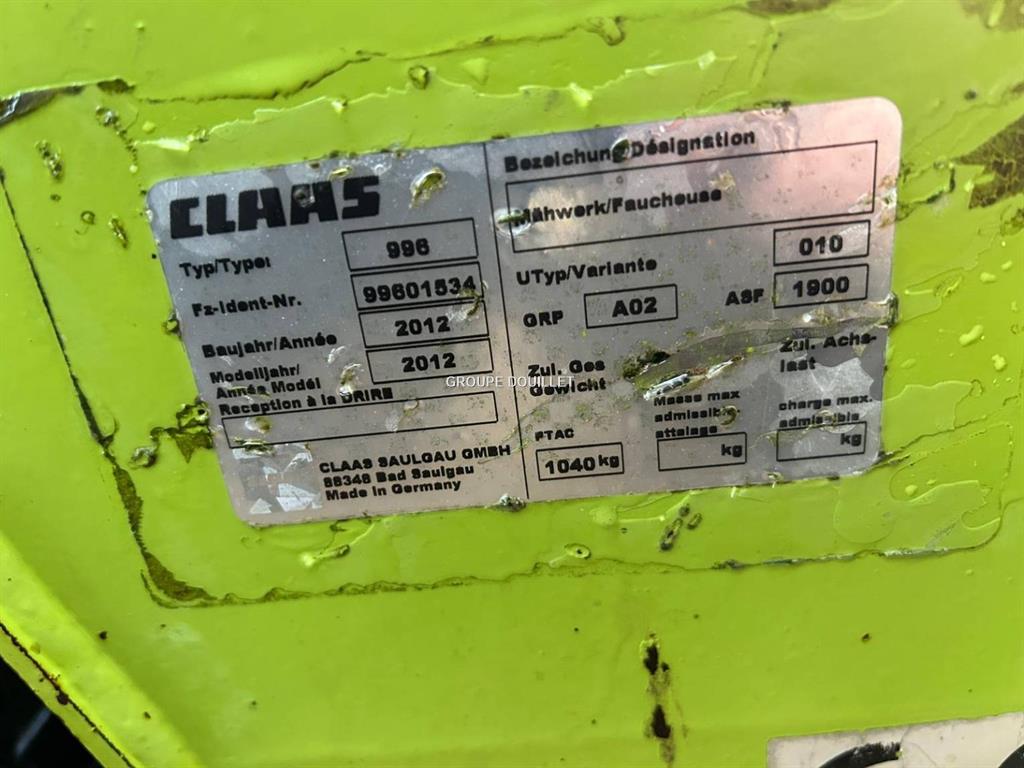 CLAAS
Typ/Type: 996
Fz-Ident-Nr. 99601534
Baujahr/Année 2012
Modelljahr/
Année Model 2012
Reception à la DRIRE
CLAAS SAULGAU GMBH
88348 Bad Saulgau
Made in Germany
Bezeichung/Désignation
Mähwerk/Faucheuse
UTyp/Variante 010
GRP A02 ASF 1900
Zul. Ges
Gewicht
FTAC
1040 kg
Masse max
admissible
attelage
kg
Zul. Achs-
last
charge max.
admissible
kg
GROUPE DOUILLET